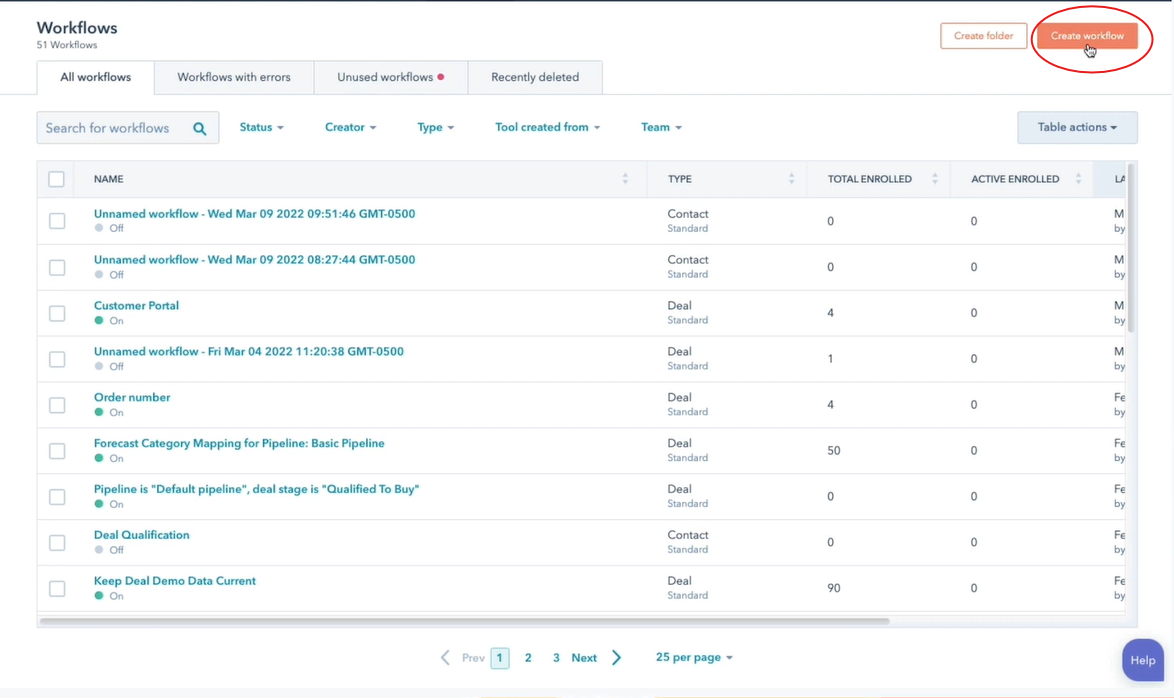 Workflows
51 Workflows
Create folder
Create workflow
All workflows
Workflows with errors
Unused workflows
Recently deleted
Search for workflows
Status
Creator
Type
Tool created from
Team
Table actions
NAME TYPE TOTAL ENROLLED ACTIVE ENROLLED LA
Unnamed workflow - Wed Mar 09 2022 09:51:46 GMT-0500 Contact 0 0 M
Off Standard by
Unnamed workflow - Wed Mar 09 2022 08:27:44 GMT-0500 Contact 0 0 M
Off Standard by
Customer Portal Deal 4 0 M
On Standard by
Unnamed workflow - Fri Mar 04 2022 11:20:38 GMT-0500 Deal 1 0 M
Off Standard by
Order number Deal 4 0 Fe
On Standard by
Forecast Category Mapping for Pipeline: Basic Pipeline Deal 50 0 Fe
On Standard by
Pipeline is "Default pipeline", deal stage is "Qualified To Buy" Deal 0 0 Fe
On Standard by
Deal Qualification Contact 0 0 Fe
Off Standard by
Keep Deal Demo Data Current Deal 90 0 Fe
On Standard by
Prev 1 2 3 Next 25 per page
Help